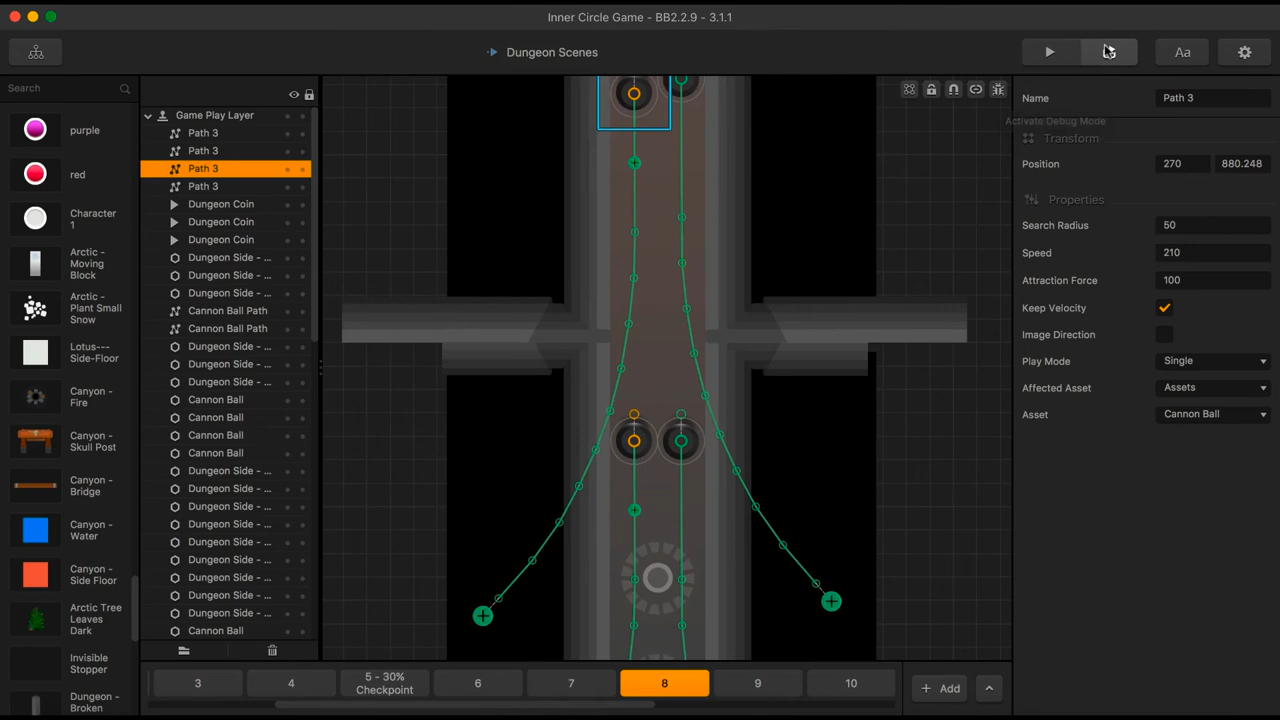 Inner Circle Game - BB2.2.9 - 3.1.1
Dungeon Scenes
Aa
Search
purple
red
Character
1
Arctic -
Moving
Block
Arctic -
Plant Small
Snow
Lotus---
Side-Floor
Canyon -
Fire
Canyon -
Skull Post
Canyon -
Bridge
Canyon -
Water
Canyon -
Side Floor
Arctic Tree
Leaves
Dark
Invisible
Stopper
Dungeon -
Broken
Game Play Layer
Path 3
Path 3
Path 3
Path 3
Dungeon Coin
Dungeon Coin
Dungeon Coin
Dungeon Side - ...
Dungeon Side - ...
Dungeon Side - ...
Cannon Ball Path
Cannon Ball Path
Dungeon Side - ...
Dungeon Side - ...
Dungeon Side - ...
Cannon Ball
Cannon Ball
Cannon Ball
Cannon Ball
Dungeon Side - ...
Dungeon Side - ...
Dungeon Side - ...
Dungeon Side - ...
Dungeon Side - ...
Dungeon Side - ...
Dungeon Side - ...
Dungeon Side - ...
Dungeon Side - ...
Cannon Ball
Name
Path 3
Activate Debug Mode
Transform
Position
270
880.248
Properties
Search Radius
50
Speed
210
Attraction Force
100
Keep Velocity
Image Direction
Play Mode
Single
Affected Asset
Assets
Asset
Cannon Ball
3
4
5 - 30%
Checkpoint
6
7
8
9
10
Add